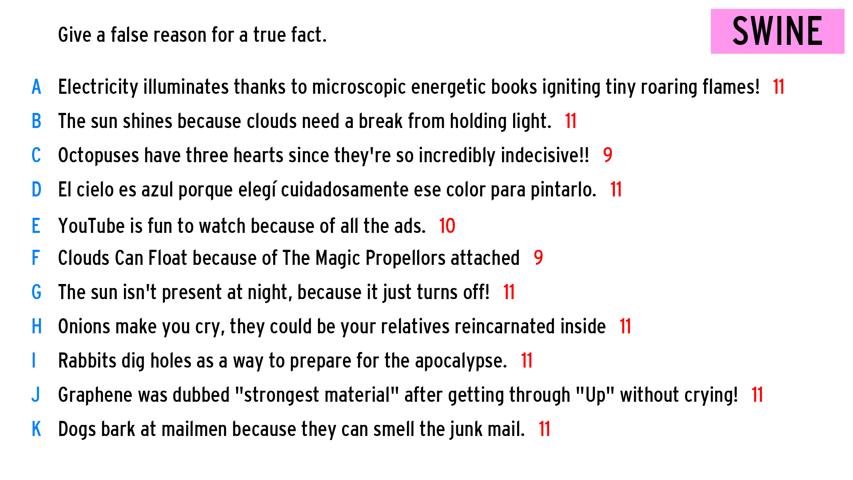 Give a false reason for a true fact.
SWINE
A Electricity illuminates thanks to microscopic energetic books igniting tiny roaring flames! 11
B The sun shines because clouds need a break from holding light. 11
C Octopuses have three hearts since they're so incredibly indecisive!! 9
D El cielo es azul porque elegí cuidadosamente ese color para pintarlo. 11
E YouTube is fun to watch because of all the ads. 10
F Clouds Can Float because of The Magic Propellors attached 9
G The sun isn't present at night, because it just turns off! 11
H Onions make you cry, they could be your relatives reincarnated inside 11
I Rabbits dig holes as a way to prepare for the apocalypse. 11
J Graphene was dubbed "strongest material" after getting through "Up" without crying! 11
K Dogs bark at mailmen because they can smell the junk mail. 11